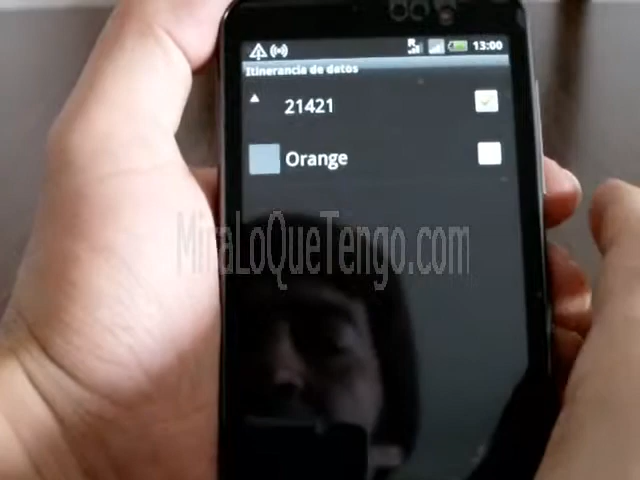 13:00
Itinerancia de datos
21421
Orange
MiraLoQueTengo.com